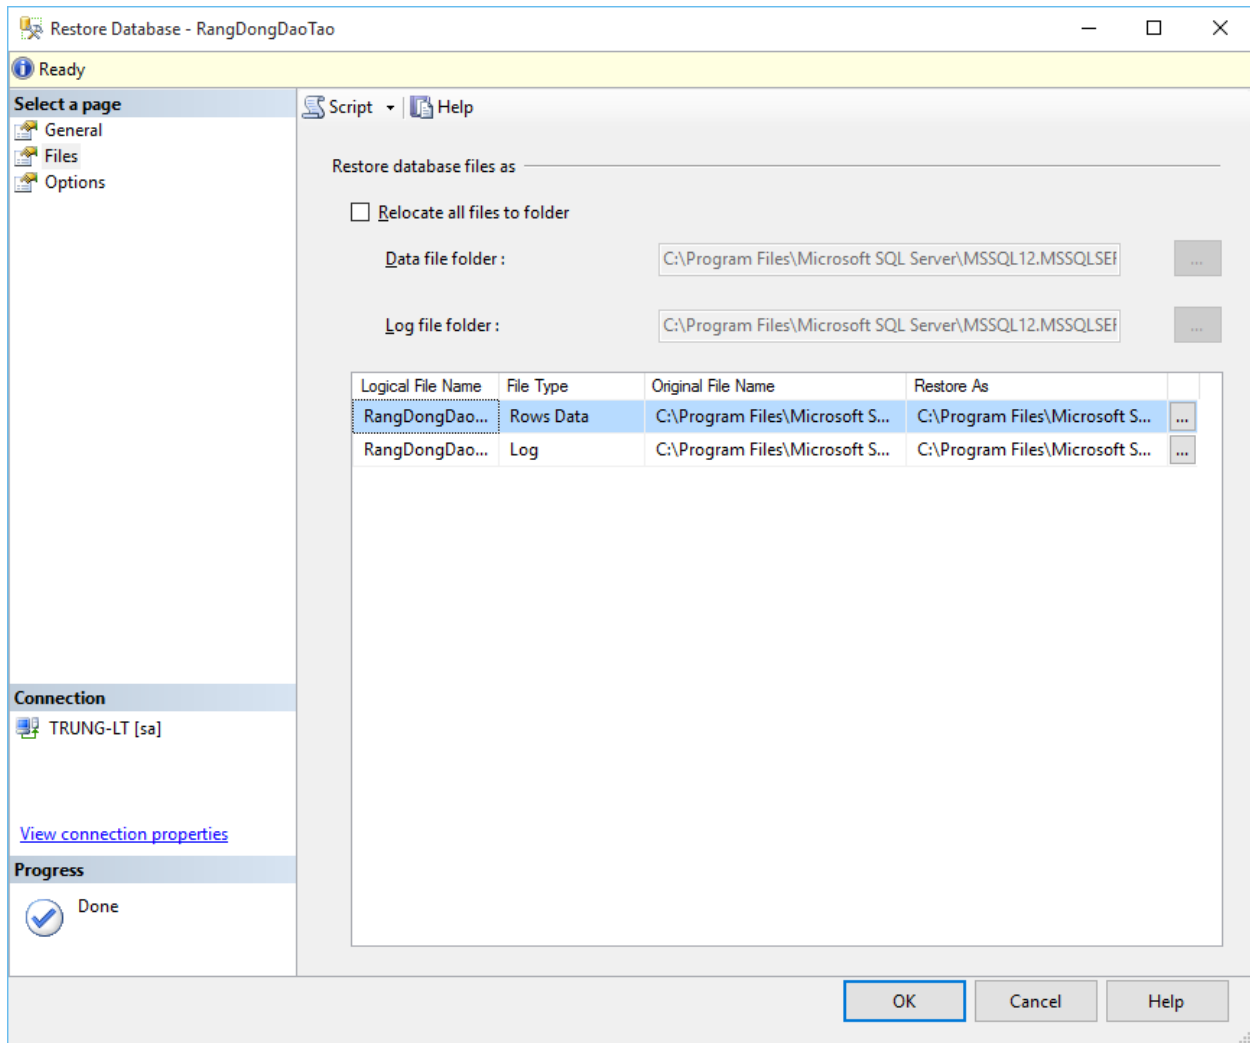 Restore Database - RangDongDaoTao
Ready
Select a page
General
Files
Options
Script Help
Restore database files as
Relocate all files to folder
Data file folder : C:\Program Files\Microsoft SQL Server\MSSQL12.MSSQLSER ...
Log file folder : C:\Program Files\Microsoft SQL Server\MSSQL12.MSSQLSER ...
Logical File Name File Type Original File Name Restore As
RangDongDao... Rows Data C:\Program Files\Microsoft S... C:\Program Files\Microsoft S... ...
RangDongDao... Log C:\Program Files\Microsoft S... C:\Program Files\Microsoft S... ...
Connection
TRUNG-LT [sa]
View connection properties
Progress
Done
OK Cancel Help